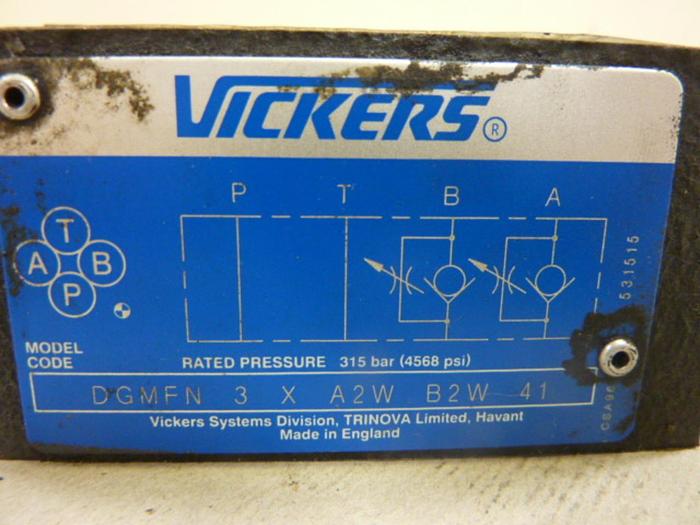 VICKERS®
P T B A
T
A B
P
531515
MODEL
CODE
RATED PRESSURE 315 bar (4568 psi)
DGMFN 3 X A2W B2W 41
Vickers Systems Division, TRINOVA Limited, Havant
Made in England